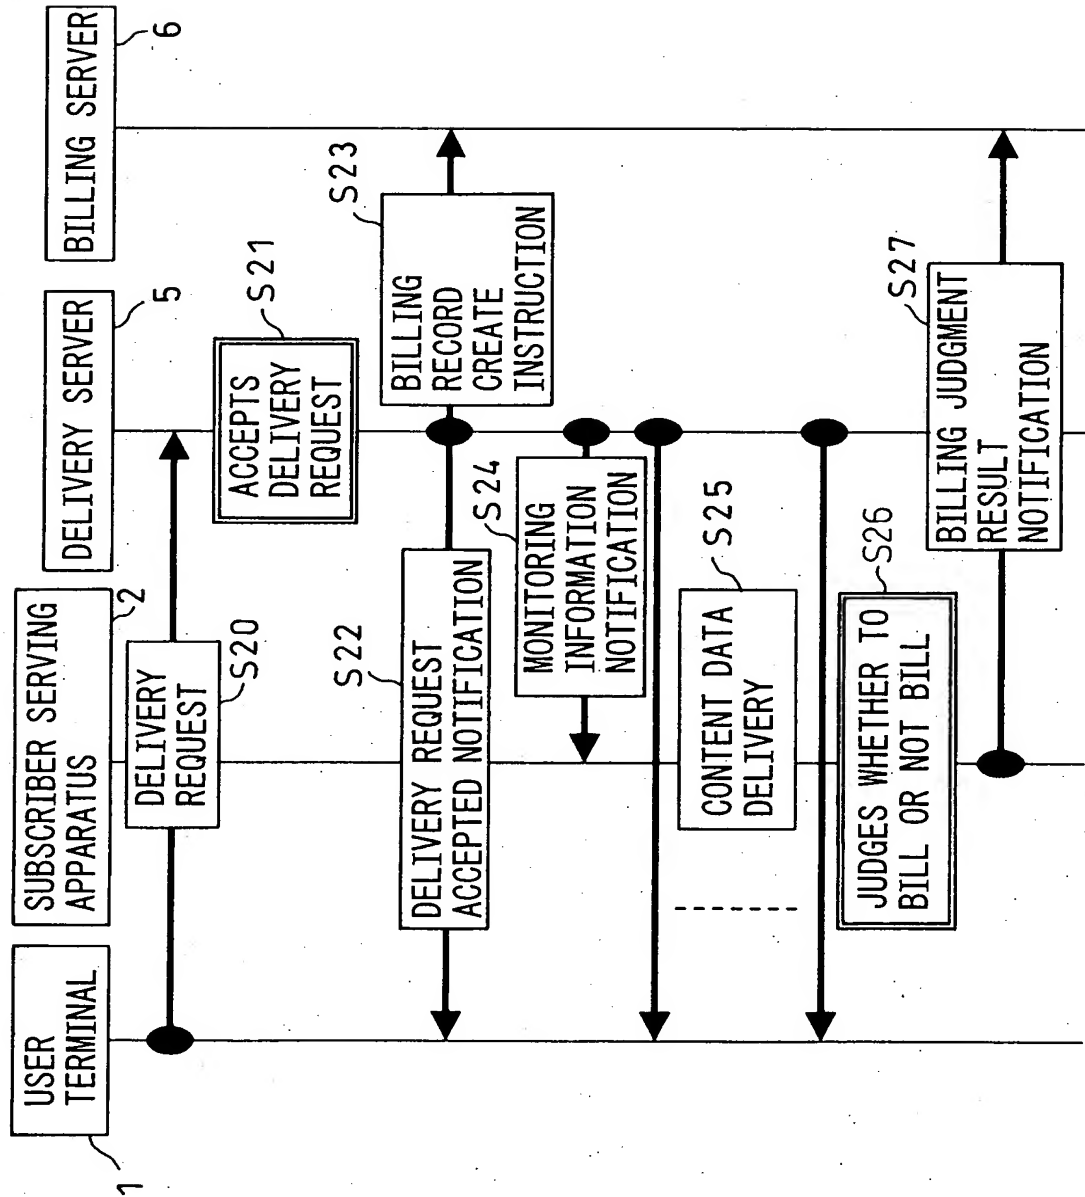 USER
TERMINAL
1
SUBSCRIBER SERVING
APPARATUS
2
DELIVERY SERVER
5
BILLING SERVER
6
DELIVERY
REQUEST
S20
ACCEPTS
DELIVERY
REQUEST
S21
DELIVERY REQUEST
ACCEPTED NOTIFICATION
S22
BILLING
RECORD
CREATE
INSTRUCTION
S23
MONITORING
INFORMATION
NOTIFICATION
S24
CONTENT DATA
DELIVERY
S25
JUDGES WHETHER TO
BILL OR NOT BILL
S26
BILLING JUDGMENT
RESULT
NOTIFICATION
S27